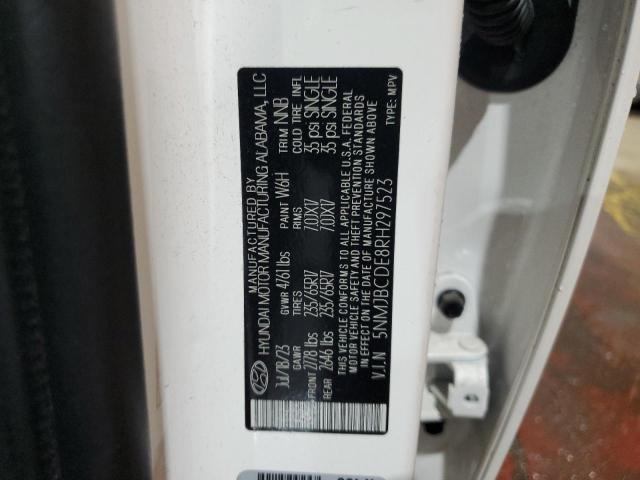 MANUFACTURED BY
HYUNDAI MOTOR MANUFACTURING ALABAMA, LLC
JUL/18/23 GVWR 4761 lbs PAINT W6H TRIM NNB
TIRES RIMS COLD TIRE INFL
FRONT 2778 lbs 235/65R17 7.0JX17 35 psi SINGLE
REAR 2646 lbs 235/65R17 7.0JX17 35 psi SINGLE
THIS VEHICLE CONFORMS TO ALL APPLICABLE U.S.A. FEDERAL
MOTOR VEHICLE SAFETY AND THEFT PREVENTION STANDARDS
IN EFFECT ON THE DATE OF MANUFACTURE SHOWN ABOVE
V.I.N 5NMJBCDE8RH297523 TYPE: MPV